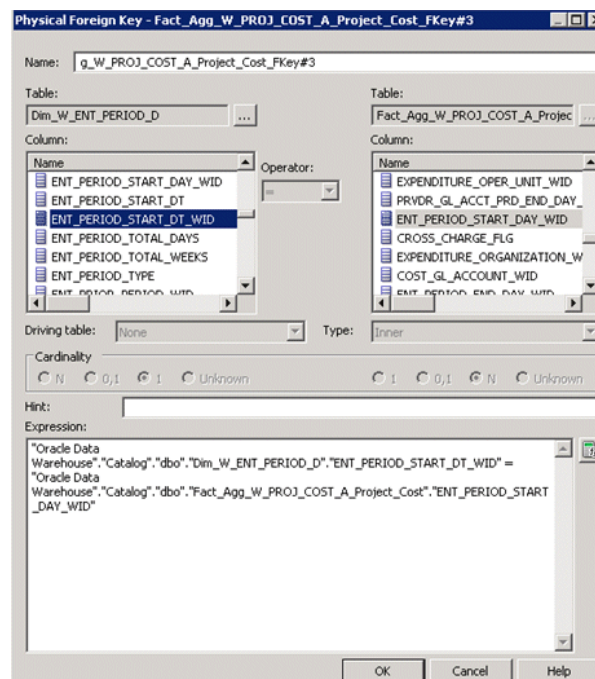 Physical Foreign Key - Fact_Agg_W_PROJ_COST_A_Project_Cost_FKey#3
Name: g_W_PROJ_COST_A_Project_Cost_FKey#3
Table: Table:
Dim_W_ENT_PERIOD_D ... Fact_Agg_W_PROJ_COST_A_Projec ...
Column: Column:
Name Operator: Name
ENT_PERIOD_START_DAY_WID = EXPENDITURE_OPER_UNIT_WID
ENT_PERIOD_START_DT PRVDR_GL_ACCT_PRD_END_DAY_
ENT_PERIOD_START_DT_WID ENT_PERIOD_START_DAY_WID
ENT_PERIOD_TOTAL_DAYS CROSS_CHARGE_FLG
ENT_PERIOD_TOTAL_WEEKS EXPENDITURE_ORGANIZATION_W
ENT_PERIOD_TYPE COST_GL_ACCOUNT_WID
ENT_PRIOR_PERIOD_WID ENT_PERIOD_END_DAY_WID
Driving table: None Type: Inner
Cardinality
N 0,1 1 Unknown 1 0,1 N Unknown
Hint:
Expression:
"Oracle Data
Warehouse"."Catalog"."dbo"."Dim_W_ENT_PERIOD_D"."ENT_PERIOD_START_DT_WID" =
"Oracle Data
Warehouse"."Catalog"."dbo"."Fact_Agg_W_PROJ_COST_A_Project_Cost"."ENT_PERIOD_START
_DAY_WID"
OK Cancel Help